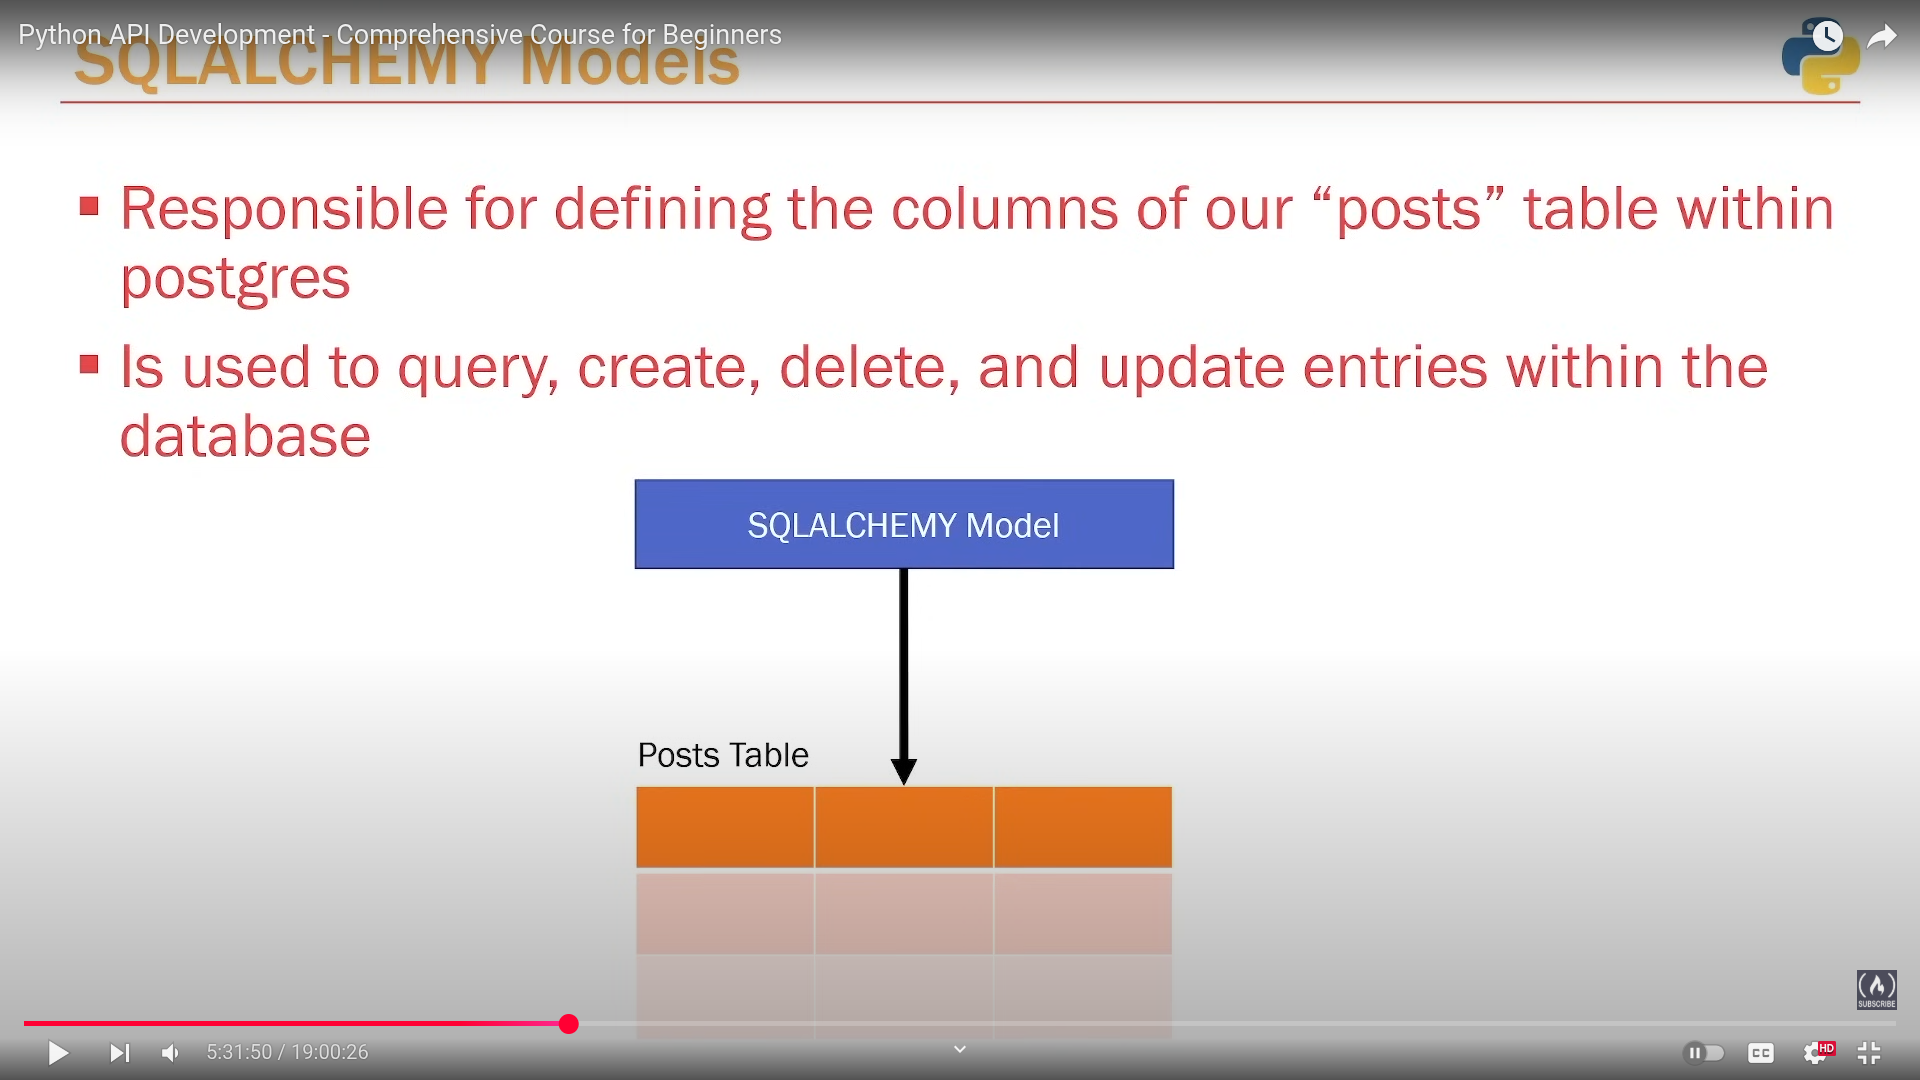 Python API Development - Comprehensive Course for Beginners
SQLALCHEMY Models
Responsible for defining the columns of our “posts” table within
postgres
Is used to query, create, delete, and update entries within the
database
SQLALCHEMY Model
Posts Table
SUBSCRIBE
5:31:50 / 19:00:26
CC
HD